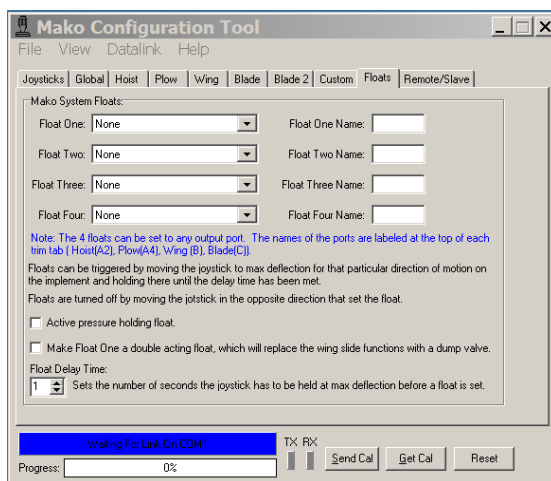 Mako Configuration Tool
File View Datalink Help
Joysticks Global Hoist Plow Wing Blade Blade 2 Custom Floats Remote/Slave
Mako System Floats:
Float One: None Float One Name:
Float Two: None Float Two Name:
Float Three: None Float Three Name:
Float Four: None Float Four Name:
Note: The 4 floats can be set to any output port. The names of the ports are labeled at the top of each
trim tab ( Hoist(A2), Plow(A4), Wing (B), Blade(C)).
Floats can be triggered by moving the joystick to max deflection for that particular direction of motion on
the implement and holding there until the delay time has been met.
Floats are turned off by moving the jotstick in the opposite direction that set the float.
Active pressure holding float.
Make Float One a double acting float, which will replace the wing slide functions with a dump valve.
Float Delay Time:
1 Sets the number of seconds the joystick has to be held at max deflection before a float is set.
Waiting For Link On COM1 TX RX
Send Cal Get Cal Reset
Progress: 0%